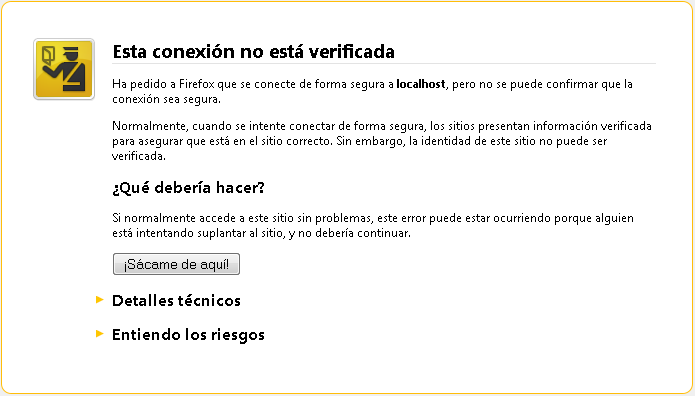 Esta conexión no está verificada
Ha pedido a Firefox que se conecte de forma segura a localhost, pero no se puede confirmar que la
conexión sea segura.
Normalmente, cuando se intente conectar de forma segura, los sitios presentan información verificada
para asegurar que está en el sitio correcto. Sin embargo, la identidad de este sitio no puede ser
verificada.
¿Qué debería hacer?
Si normalmente accede a este sitio sin problemas, este error puede estar ocurriendo porque alguien
está intentando suplantar al sitio, y no debería continuar.
¡Sácame de aquí!
Detalles técnicos
Entiendo los riesgos